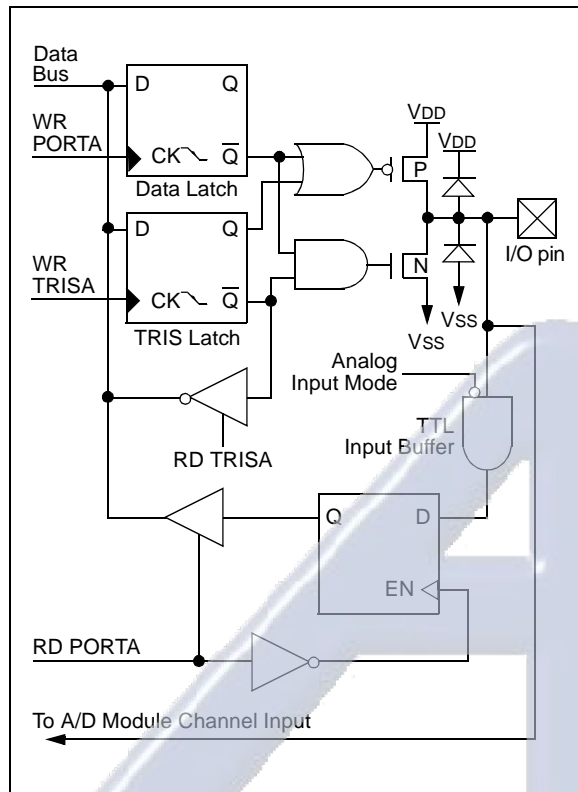 Data
Bus
D Q
WR
PORTA
CK Q
Data Latch
VDD
VDD
P
D Q
WR
TRISA
CK Q
TRIS Latch
N
I/O pin
VSS
VSS
Analog
Input Mode
TTL
Input Buffer
RD TRISA
Q D
EN
RD PORTA
To A/D Module Channel Input